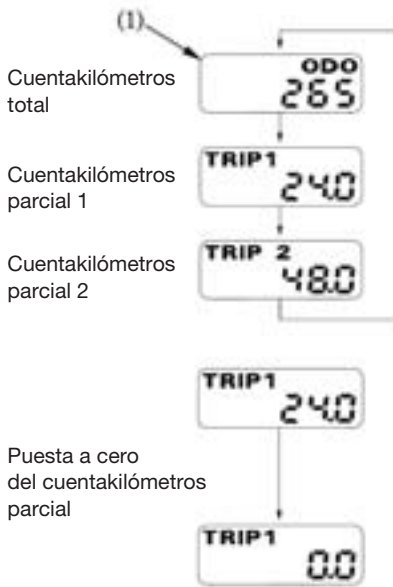 (1)
ODO
Cuentakilómetros
total
265
TRIP1
Cuentakilómetros
parcial 1
24.0
TRIP 2
Cuentakilómetros
parcial 2
48.0
TRIP1
24.0
Puesta a cero
del cuentakilómetros
parcial
TRIP1
0.0